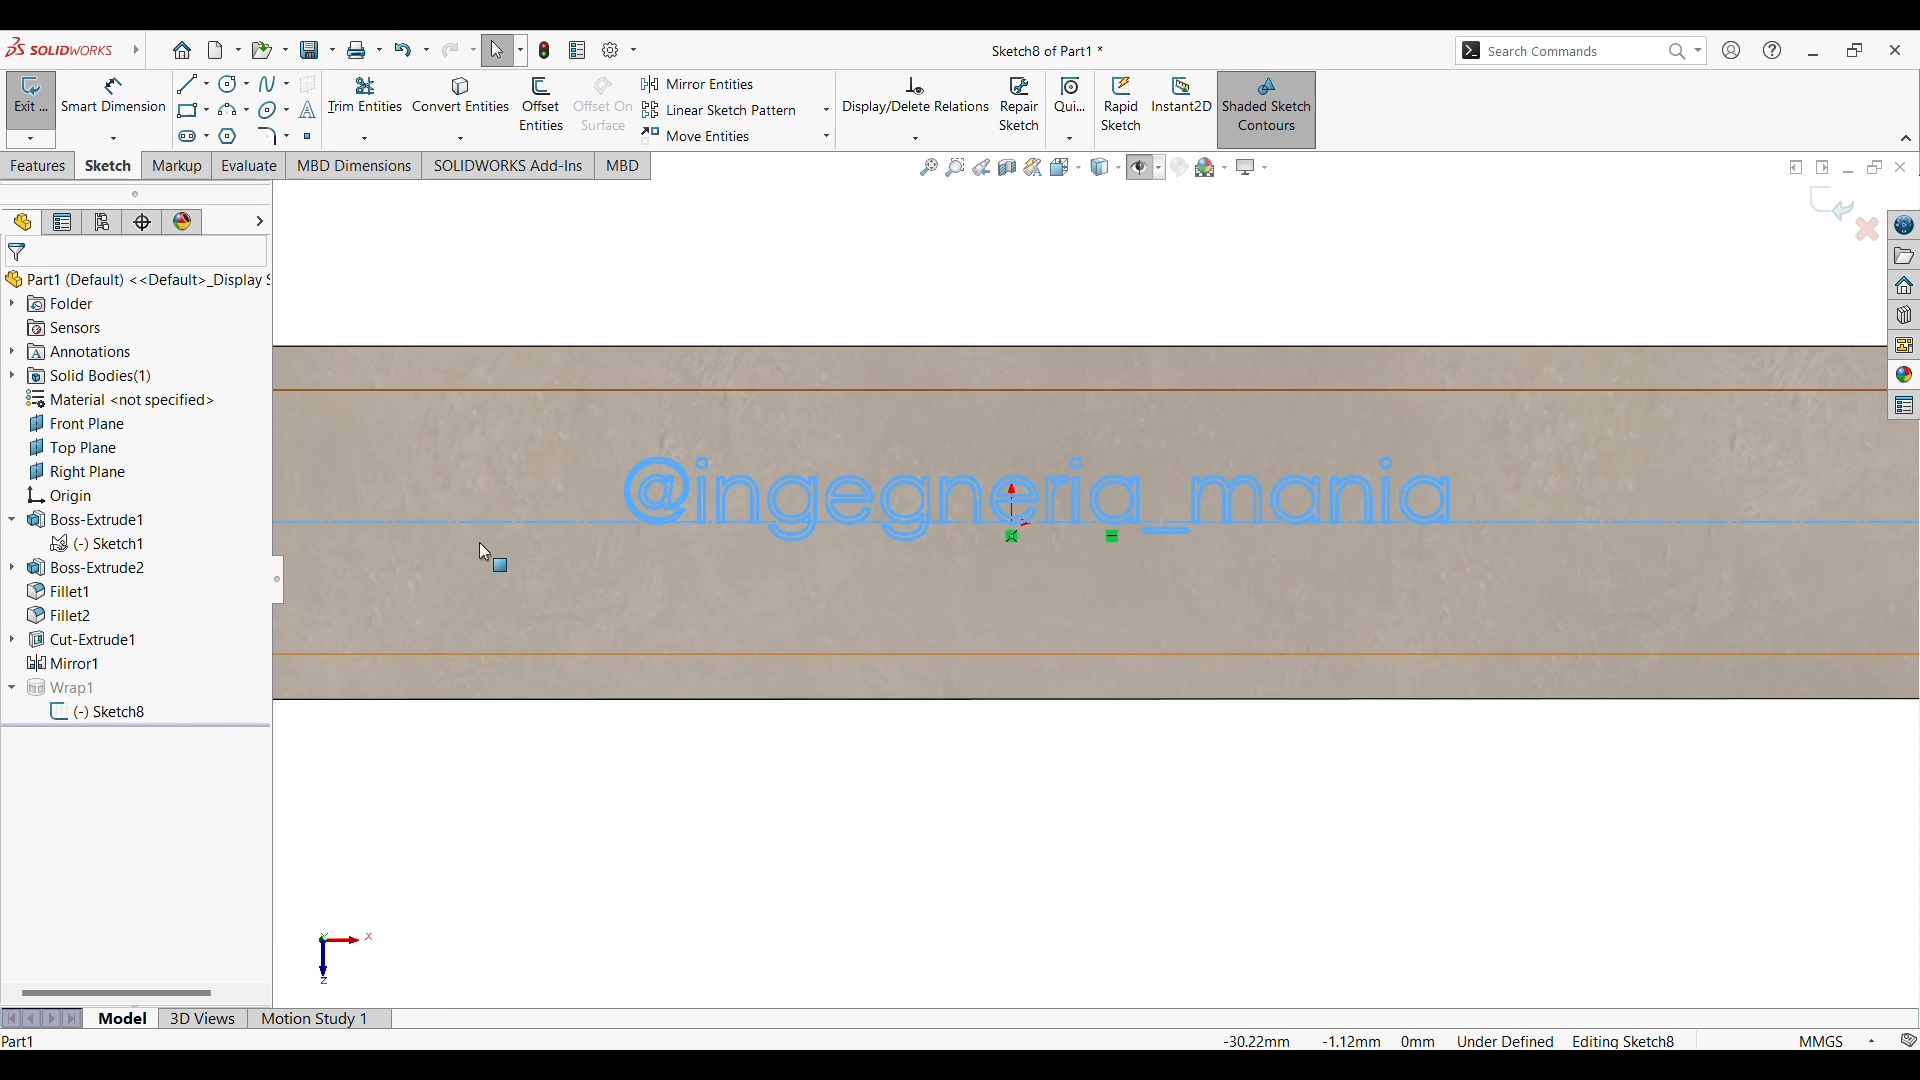 SOLIDWORKS
Sketch8 of Part1 *
Search Commands
Exit ...
Smart Dimension
Trim Entities
Convert Entities
Offset
Entities
Offset On
Surface
Mirror Entities
Linear Sketch Pattern
Move Entities
Display/Delete Relations
Repair
Sketch
Qui...
Rapid
Sketch
Instant2D
Shaded Sketch
Contours
Features
Sketch
Markup
Evaluate
MBD Dimensions
SOLIDWORKS Add-Ins
MBD
Part1 (Default) <<Default>_Display S
Folder
Sensors
Annotations
Solid Bodies(1)
Material <not specified>
Front Plane
Top Plane
Right Plane
Origin
Boss-Extrude1
(-) Sketch1
Boss-Extrude2
Fillet1
Fillet2
Cut-Extrude1
Mirror1
Wrap1
(-) Sketch8
@ingegneria_mania
X
Y
Z
Model
3D Views
Motion Study 1
Part1
-30.22mm
-1.12mm
0mm
Under Defined
Editing Sketch8
MMGS